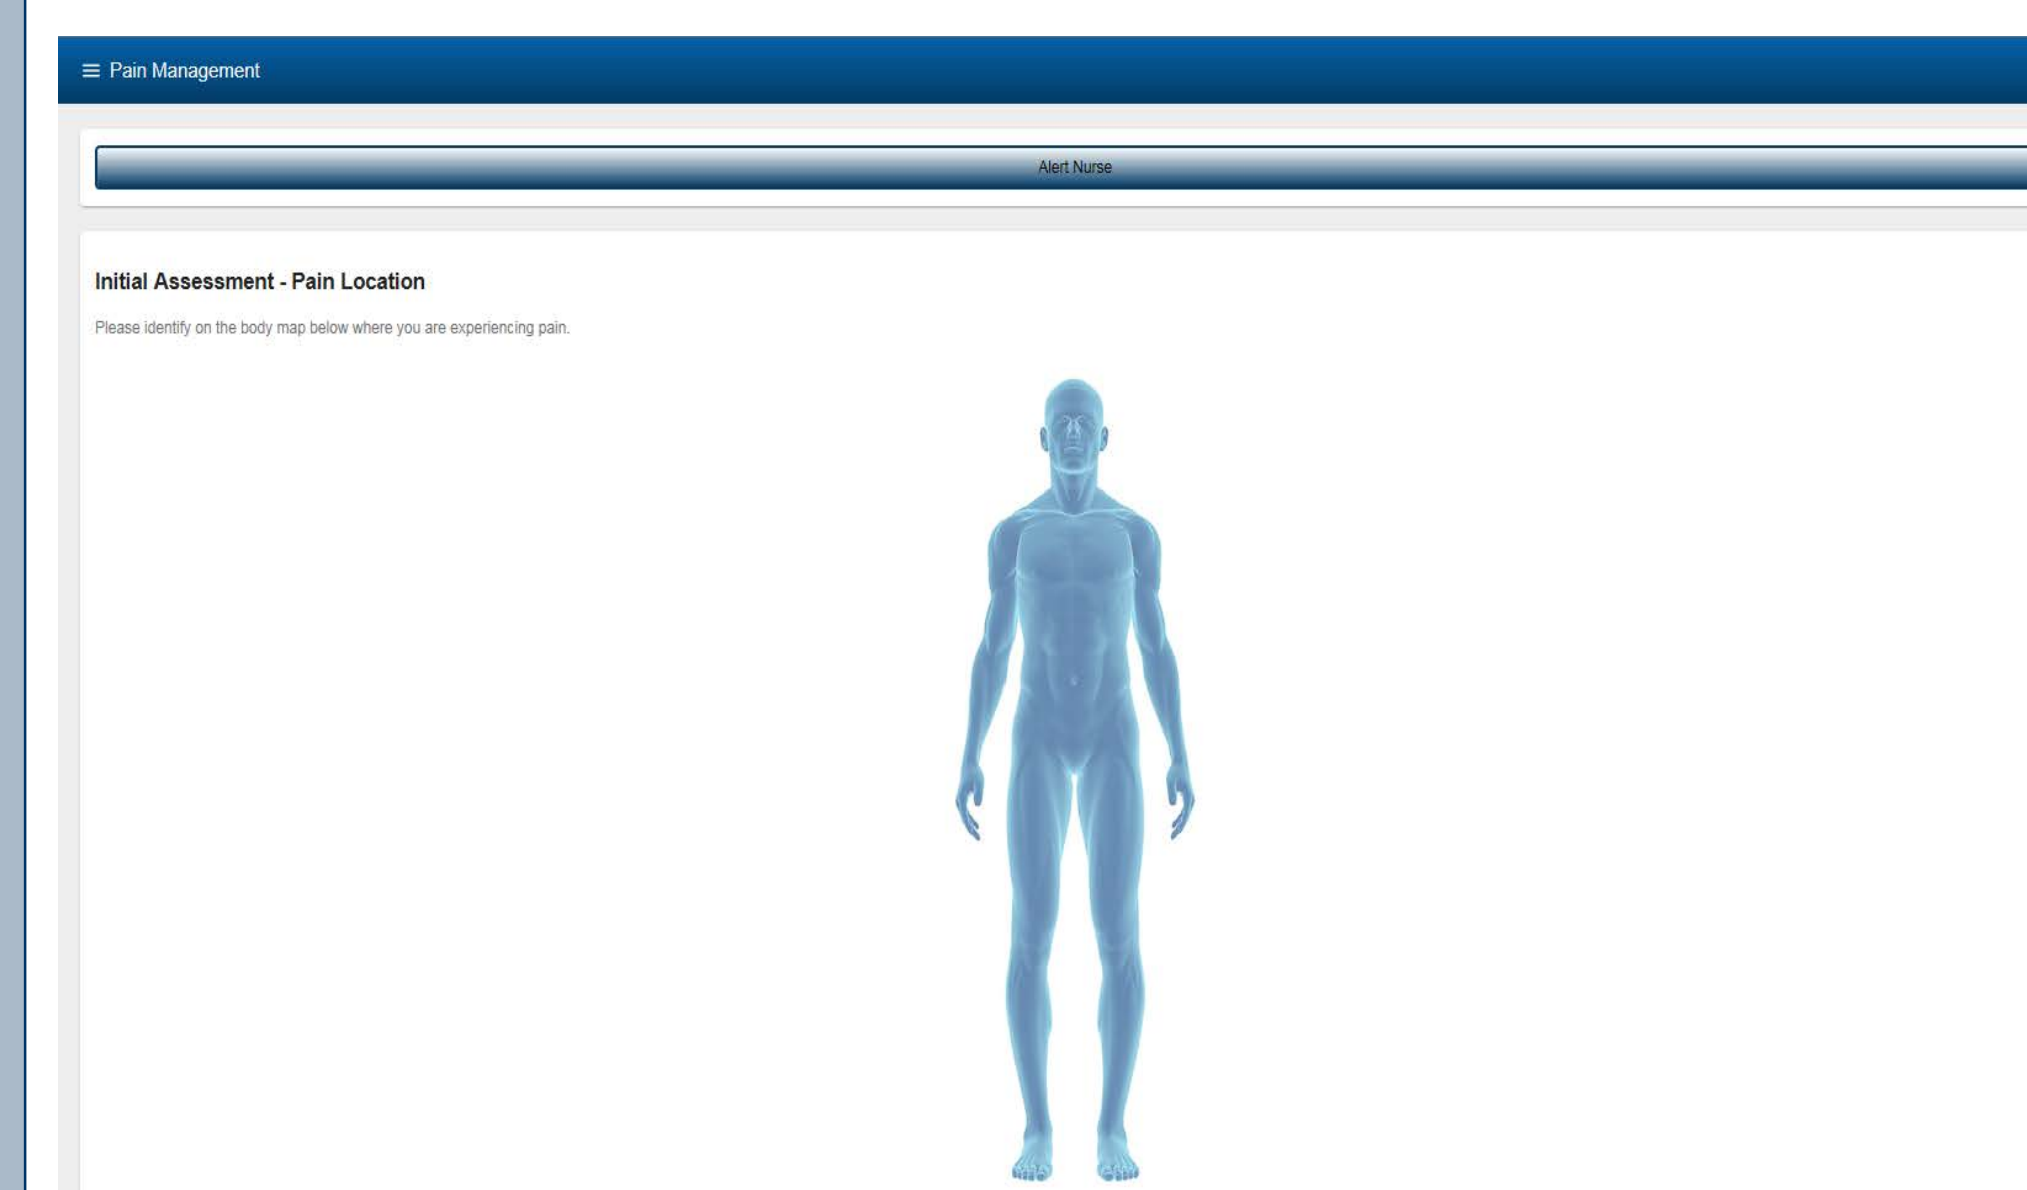 Pain Management
Alert Nurse
Initial Assessment - Pain Location
Please identify on the body map below where you are experiencing pain.